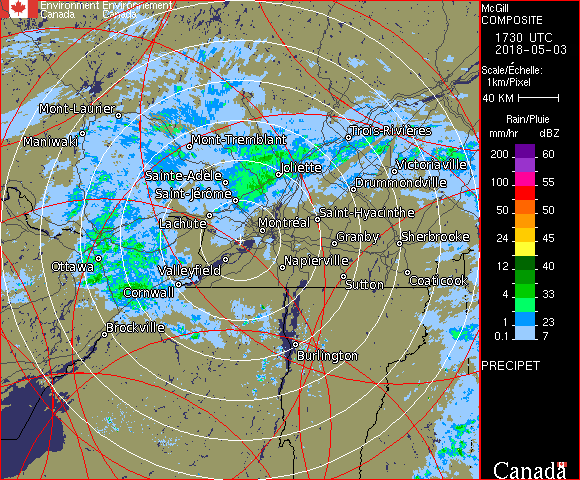 Environment Environnement
Canada Canada
McGill
COMPOSITE
1730 UTC
2018-05-03
Scale/Échelle:
1km/Pixel
40 KM
Rain/Pluie
mm/hr dBZ
200 60
100 55
50 50
24 45
12 40
4 33
1 23
0.1 7
PRECIPET
Canada
Mont-Laurier
Maniwaki
Mont-Tremblant
Trois-Rivières
Victoriaville
Joliette
Sainte-Adèle
Drummondville
Saint-Jérôme
Saint-Hyacinthe
Lachute
Montréal
Granby
Sherbrooke
Ottawa
Valleyfield
Napierville
Sutton
Coaticook
Cornwall
Brockville
Burlington